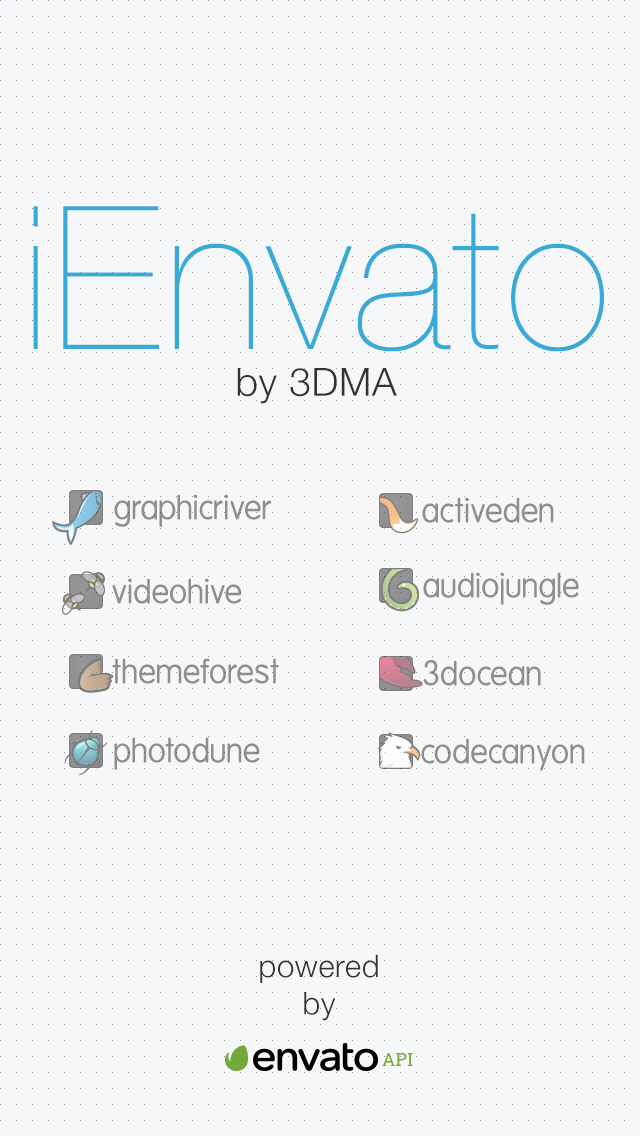 iEnvato
by 3DMA
graphicriver
activeden
videohive
audiojungle
themeforest
3docean
photodune
codecanyon
powered
by
envato API